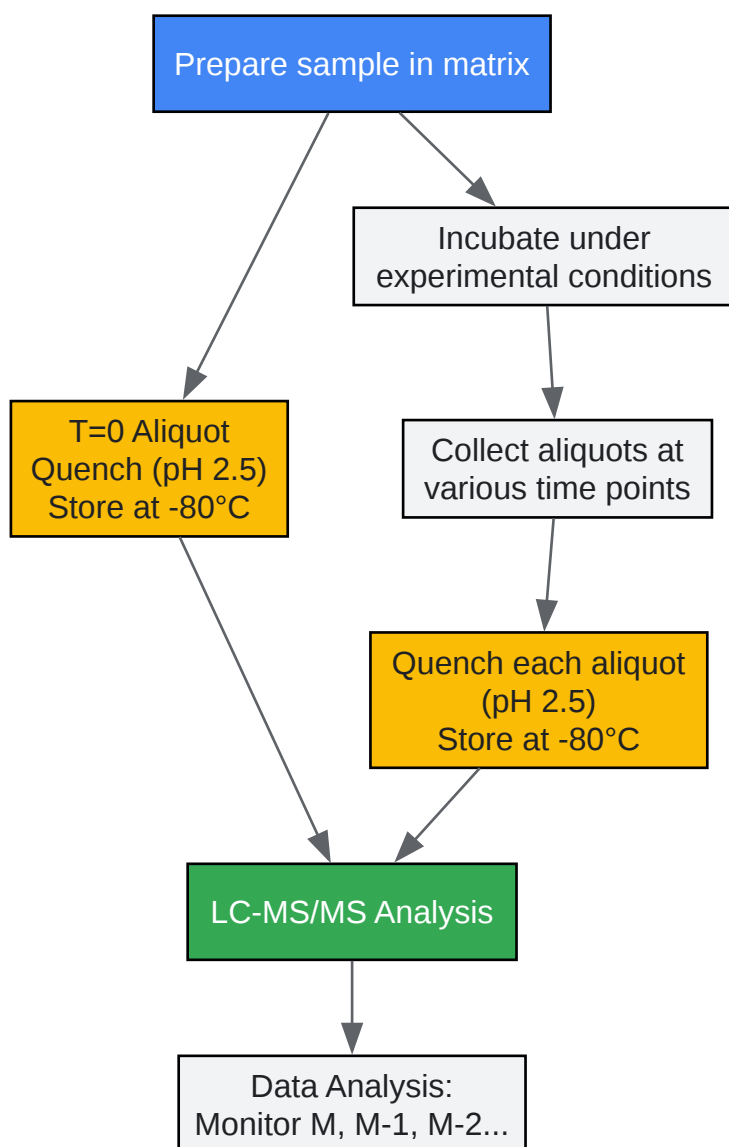 Prepare sample in matrix
Incubate under
experimental conditions
T=0 Aliquot
Quench (pH 2.5)
Store at -80°C
Collect aliquots at
various time points
Quench each aliquot
(pH 2.5)
Store at -80°C
LC-MS/MS Analysis
Data Analysis:
Monitor M, M-1, M-2...